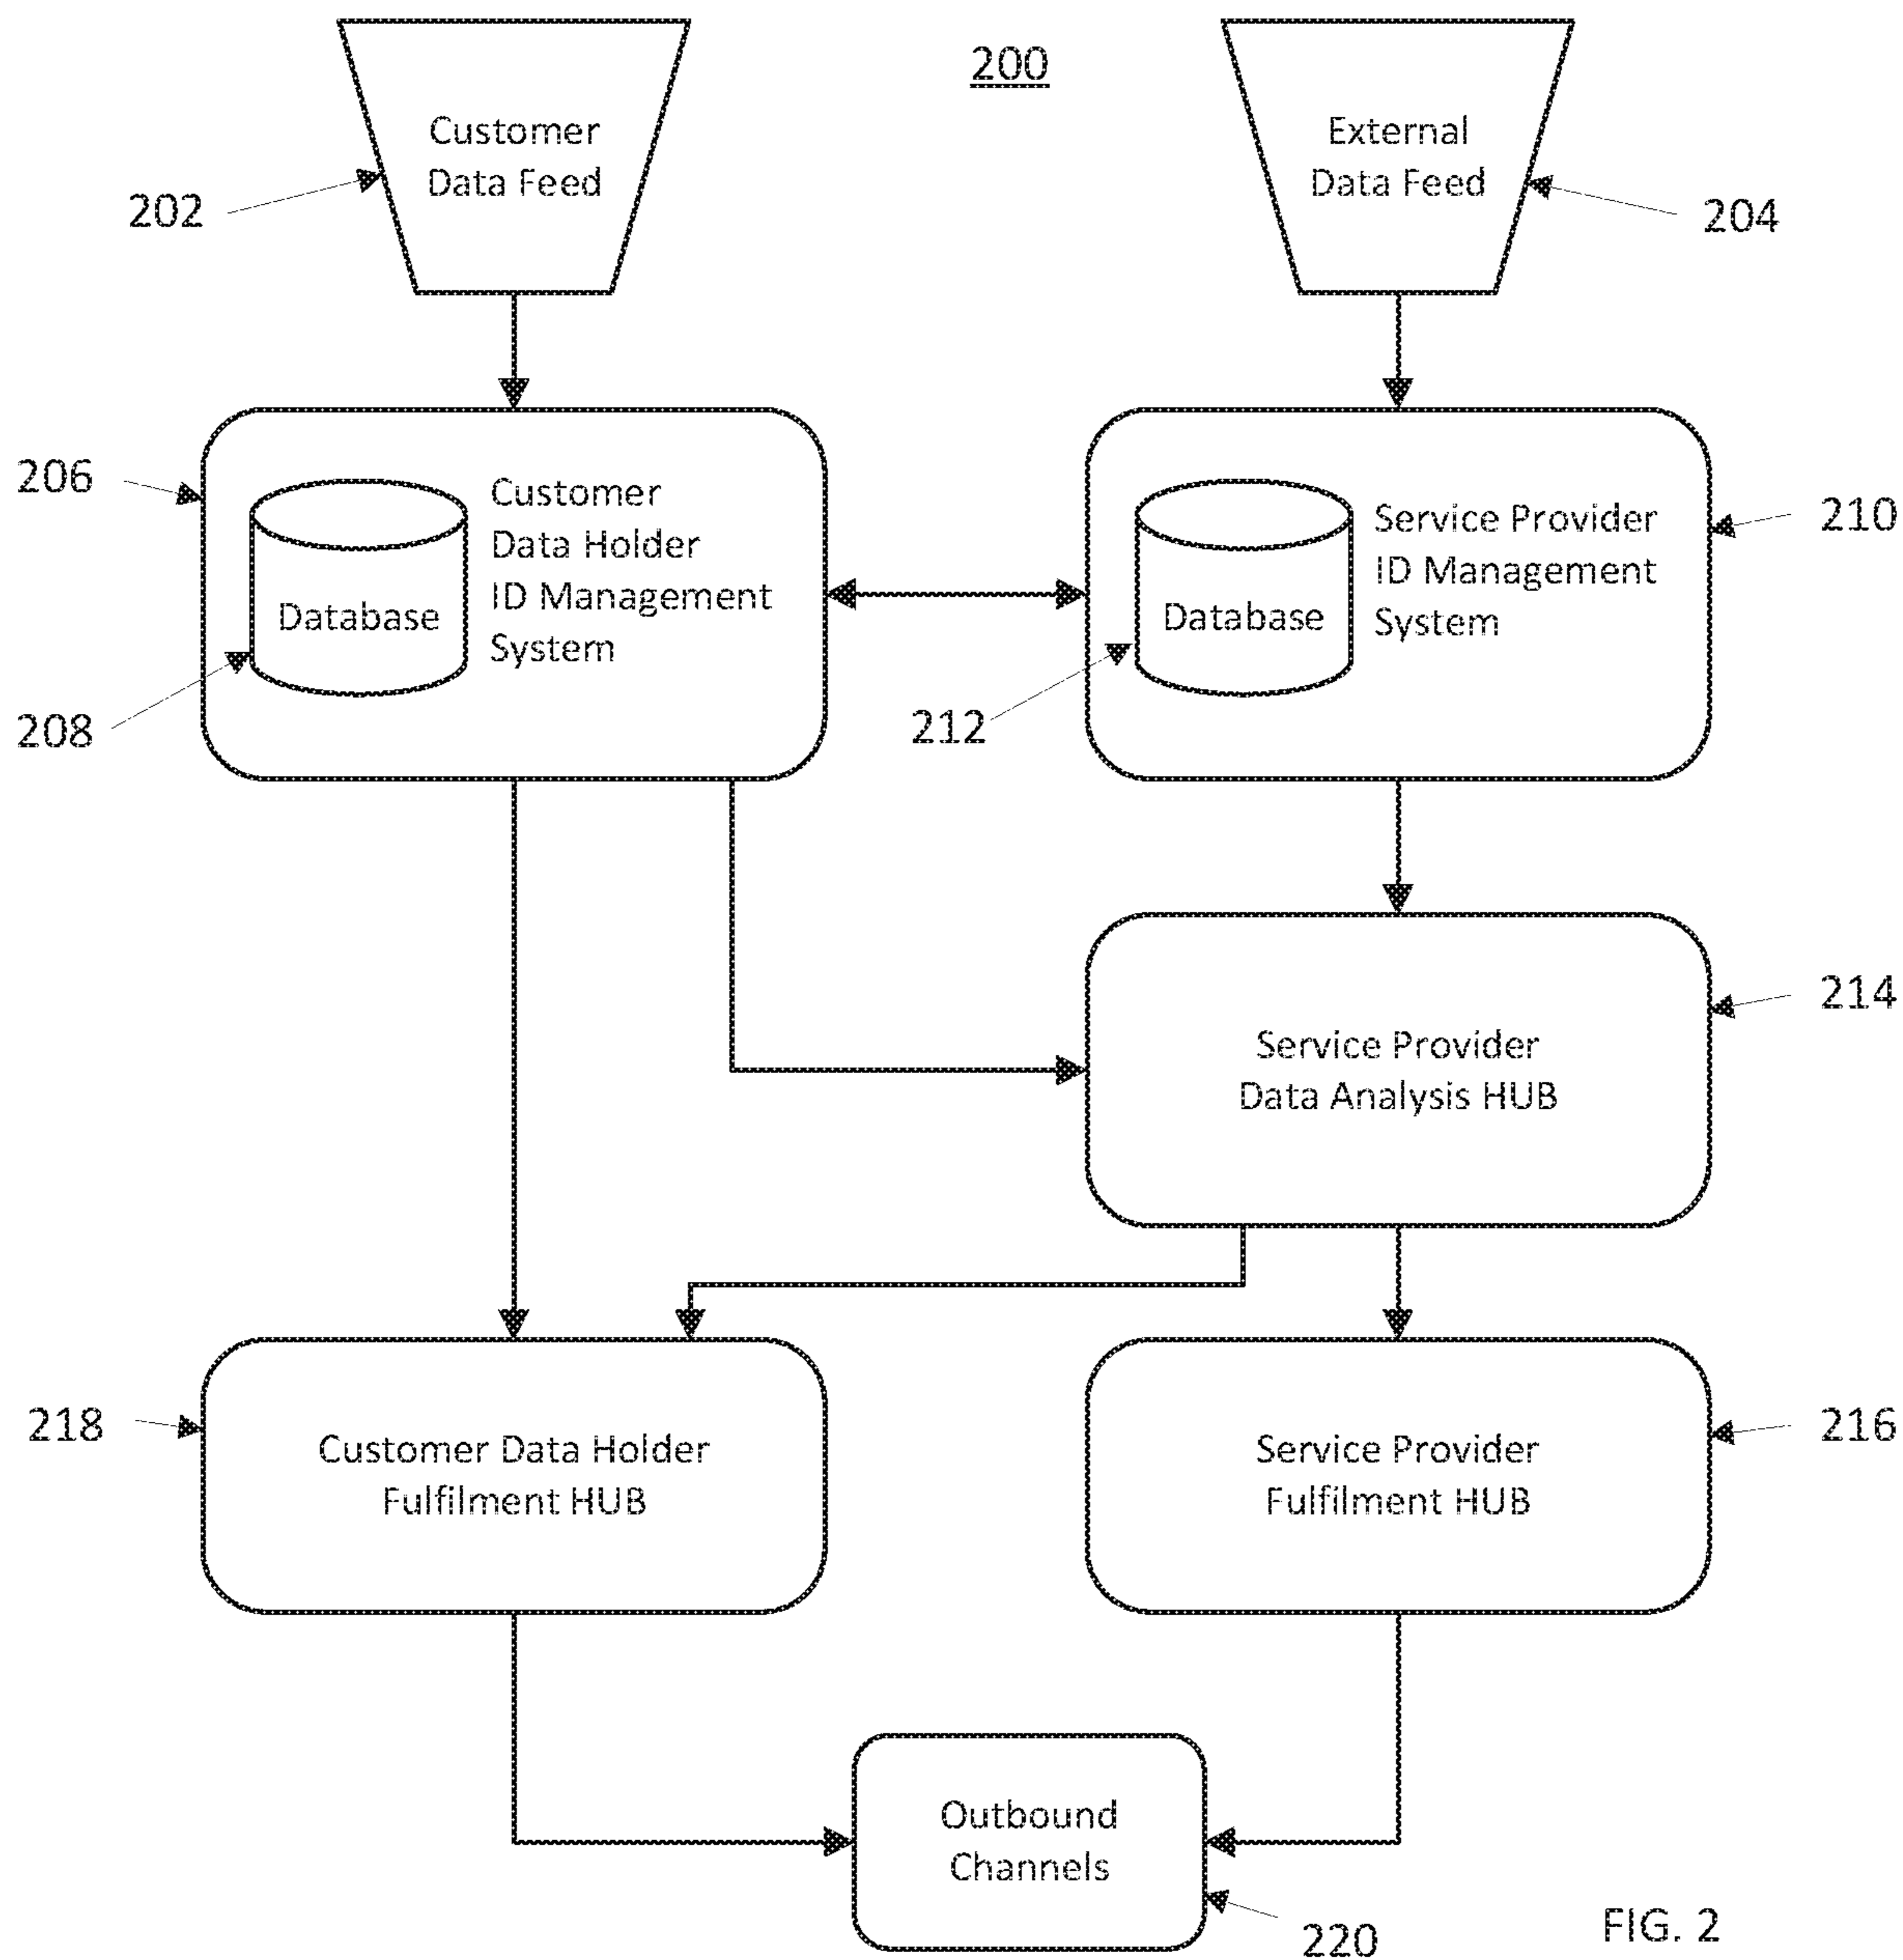 200
Customer
Data Feed
External
Data Feed
202
204
206
Customer
Data Holder
ID Management
System
Database
208
Service Provider
ID Management
System
Database
210
212
Service Provider
Data Analysis HUB
214
218
Customer Data Holder
Fulfilment HUB
Service Provider
Fulfilment HUB
216
Outbound
Channels
220
FIG. 2